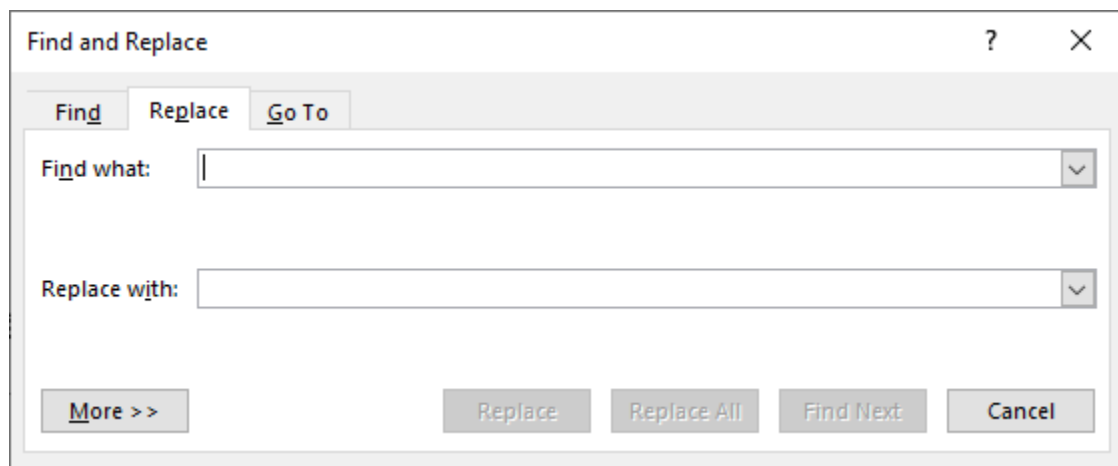 Find and Replace ?
Find Replace Go To
Find what:
Replace with:
More >> Replace Replace All Find Next Cancel